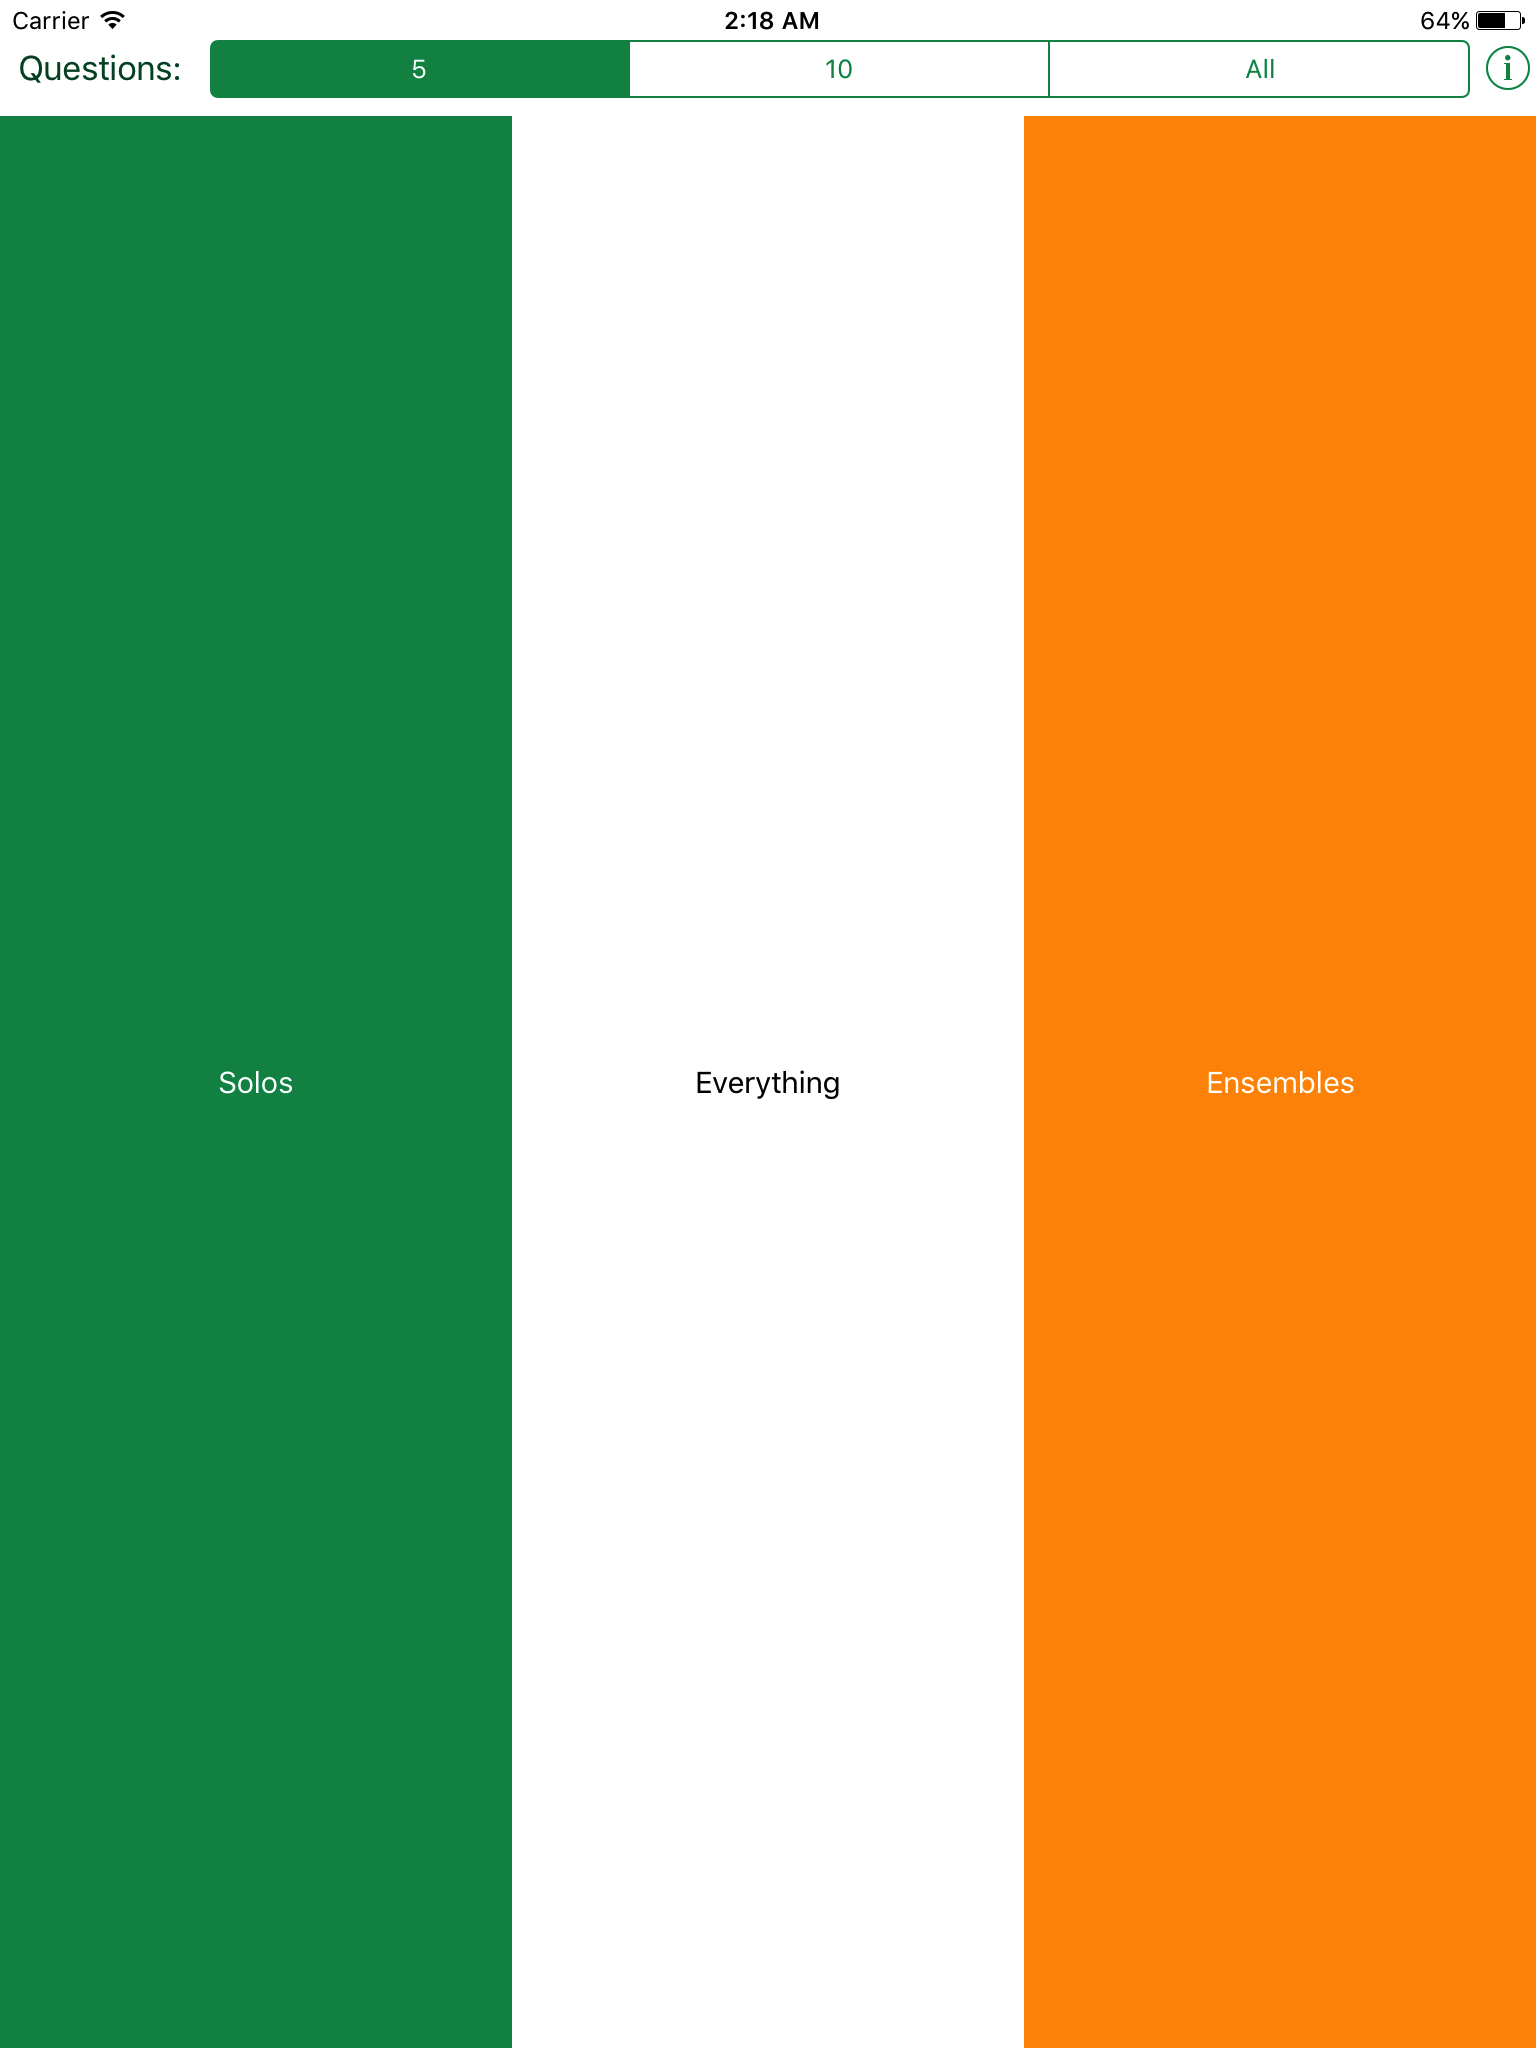 Carrier 2:18 AM 64%
Questions: 5 10 All i
Solos Everything Ensembles